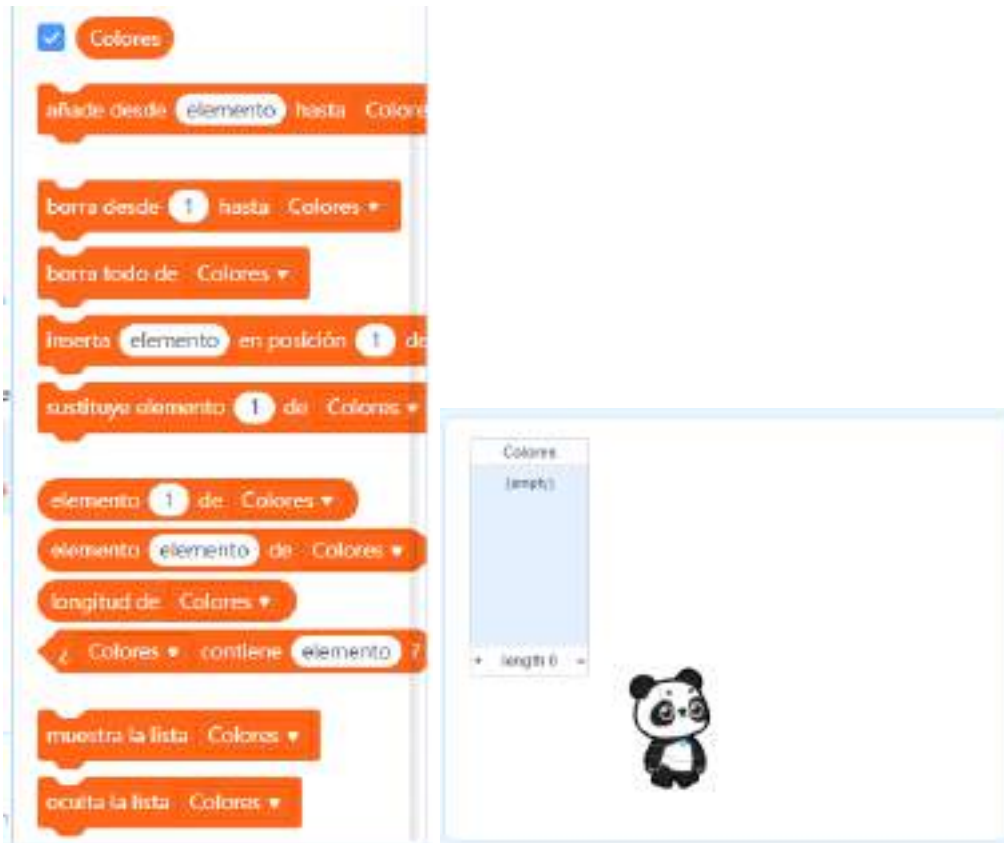 Colores
añade desde elemento hasta Colore
borra desde 1 hasta Colores
borra todo de Colores
inserta elemento en posición 1 de
sustituye elemento 1 de Colores
elemento 1 de Colores
elemento elemento de Colores
longitud de Colores
¿ Colores contiene elemento ?
muestra la lista Colores
oculta la lista Colores
Colores
(empty)
+ length 0 =